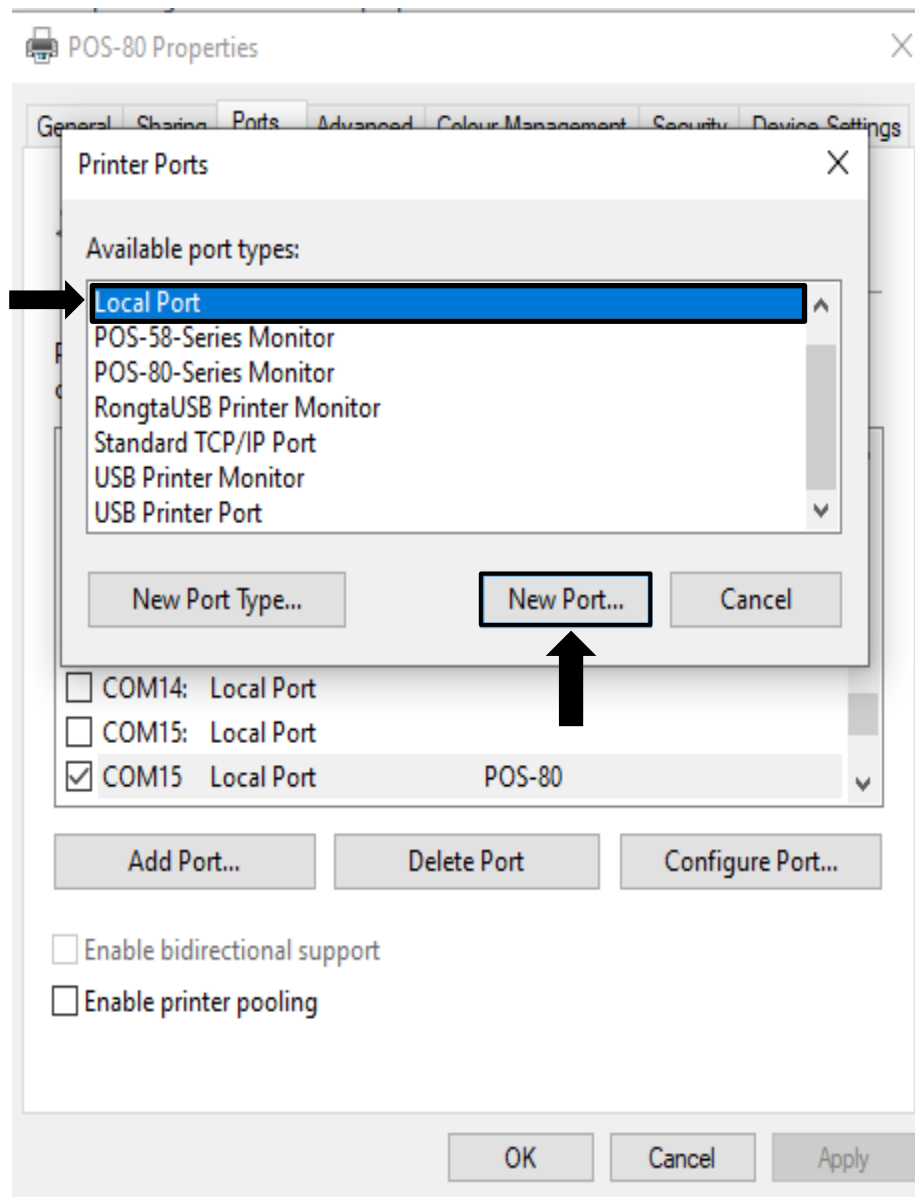 POS-80 Properties
General Sharing Ports Advanced Colour Management Security Device Settings
Printer Ports
Available port types:
Local Port
POS-58-Series Monitor
POS-80-Series Monitor
RongtaUSB Printer Monitor
Standard TCP/IP Port
USB Printer Monitor
USB Printer Port
New Port Type... New Port... Cancel
COM14: Local Port
COM15: Local Port
COM15 Local Port POS-80
Add Port... Delete Port Configure Port...
Enable bidirectional support
Enable printer pooling
OK Cancel Apply